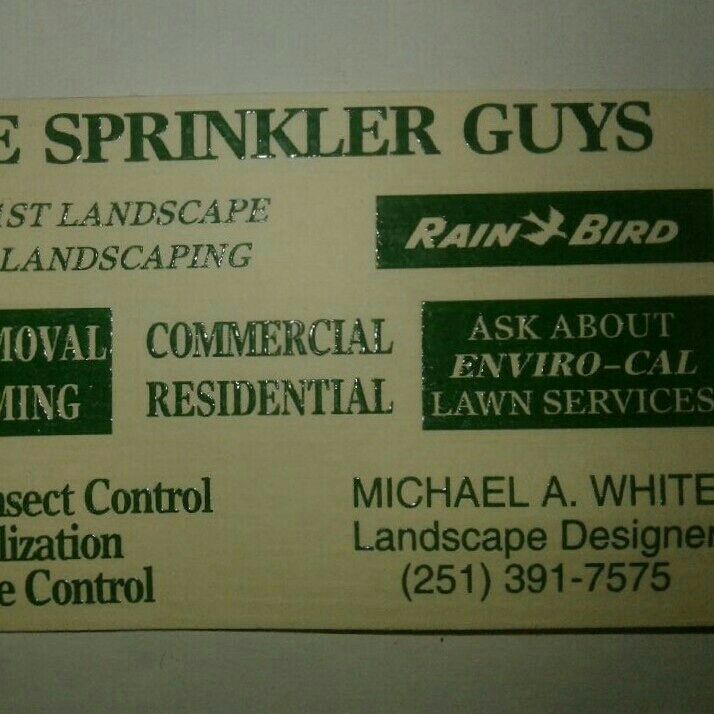 E SPRINKLER GUYS
IST LANDSCAPE
LANDSCAPING
RAIN BIRD
MOVAL
MING
COMMERCIAL
RESIDENTIAL
ASK ABOUT
ENVIRO-CAL
LAWN SERVICES
nsect Control
lization
e Control
MICHAEL A. WHITE
Landscape Designer
(251) 391-7575